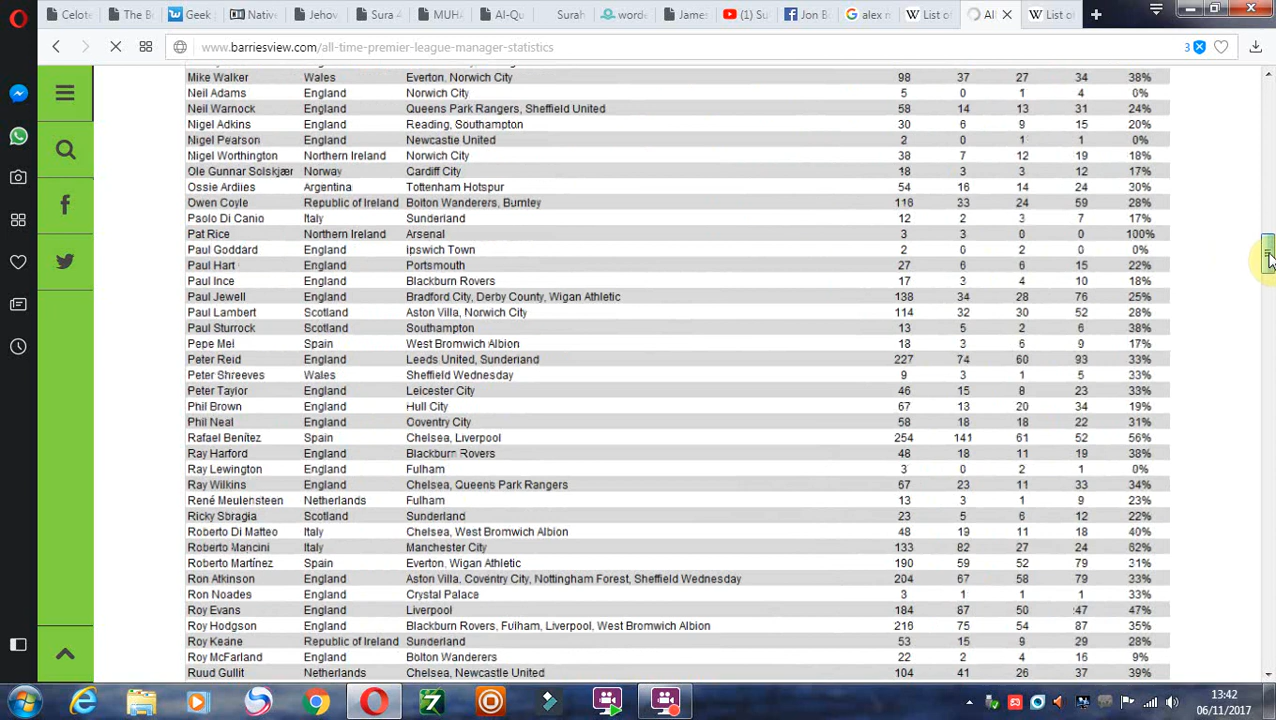 Celote
The B
Geek
Native
Jehov
Sura 4
MUH
Al-Qu
Surah
word
James
(1) Su
Jon B
alex
List o
Al
List o
www.barriesview.com/all-time-premier-league-manager-statistics
3
Mike Walker Wales Everton, Norwich City 98 37 27 34 38%
Neil Adams England Norwich City 5 0 1 4 0%
Neil Warnock England Queens Park Rangers, Sheffield United 58 14 13 31 24%
Nigel Adkins England Reading, Southampton 30 6 9 15 20%
Nigel Pearson England Newcastle United 2 0 1 1 0%
Nigel Worthington Northern Ireland Norwich City 38 7 12 19 18%
Ole Gunnar Solskjær Norway Cardiff City 18 3 3 12 17%
Ossie Ardiles Argentina Tottenham Hotspur 54 16 14 24 30%
Owen Coyle Republic of Ireland Bolton Wanderers, Burnley 116 33 24 59 28%
Paolo Di Canio Italy Sunderland 12 2 3 7 17%
Pat Rice Northern Ireland Arsenal 3 3 0 0 100%
Paul Goddard England Ipswich Town 2 0 2 0 0%
Paul Hart England Portsmouth 27 6 6 15 22%
Paul Ince England Blackburn Rovers 17 3 4 10 18%
Paul Jewell England Bradford City, Derby County, Wigan Athletic 138 34 28 76 25%
Paul Lambert Scotland Aston Villa, Norwich City 114 32 30 52 28%
Paul Sturrock Scotland Southampton 13 5 2 6 38%
Pepe Mel Spain West Bromwich Albion 18 3 6 9 17%
Peter Reid England Leeds United, Sunderland 227 74 60 93 33%
Peter Shreeves Wales Sheffield Wednesday 9 3 1 5 33%
Peter Taylor England Leicester City 46 15 8 23 33%
Phil Brown England Hull City 67 13 20 34 19%
Phil Neal England Coventry City 58 18 18 22 31%
Rafael Benítez Spain Chelsea, Liverpool 254 141 61 52 56%
Ray Harford England Blackburn Rovers 48 18 11 19 38%
Ray Lewington England Fulham 3 0 2 1 0%
Ray Wilkins England Chelsea, Queens Park Rangers 67 23 11 33 34%
René Meulensteen Netherlands Fulham 13 3 1 9 23%
Ricky Sbragia Scotland Sunderland 23 5 6 12 22%
Roberto Di Matteo Italy Chelsea, West Bromwich Albion 48 19 11 18 40%
Roberto Mancini Italy Manchester City 133 82 27 24 62%
Roberto Martínez Spain Everton, Wigan Athletic 190 59 52 79 31%
Ron Atkinson England Aston Villa, Coventry City, Nottingham Forest, Sheffield Wednesday 204 67 58 79 33%
Ron Noades England Crystal Palace 3 1 1 1 33%
Roy Evans England Liverpool 184 87 50 47 47%
Roy Hodgson England Blackburn Rovers, Fulham, Liverpool, West Bromwich Albion 216 75 54 87 35%
Roy Keane Republic of Ireland Sunderland 53 15 9 29 28%
Roy McFarland England Bolton Wanderers 22 2 4 16 9%
Ruud Gullit Netherlands Chelsea, Newcastle United 104 41 26 37 39%
13:42
06/11/2017